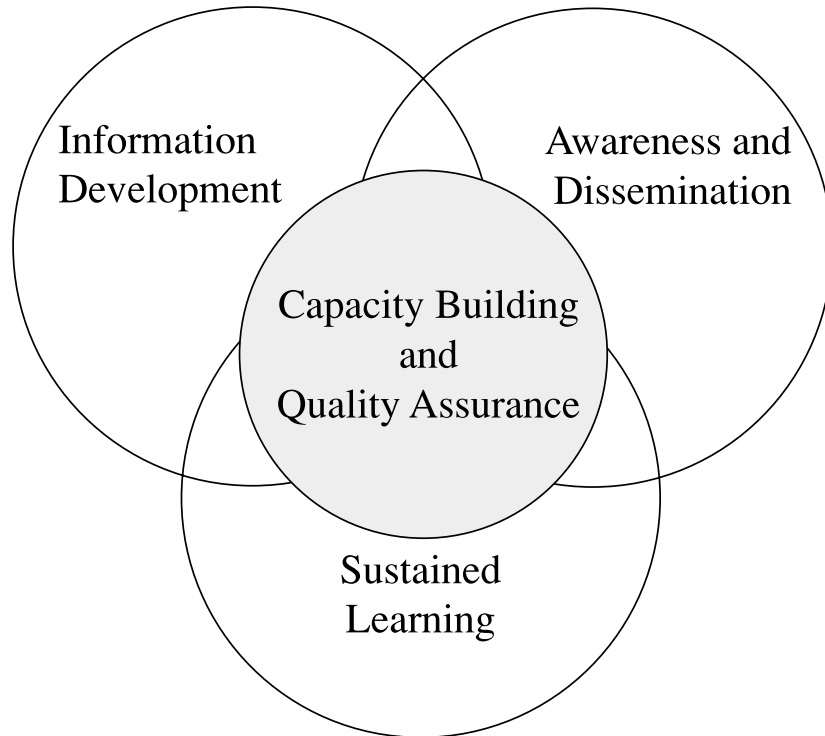 Information
Development
Awareness and
Dissemination
Capacity Building
and
Quality Assurance
Sustained
Learning